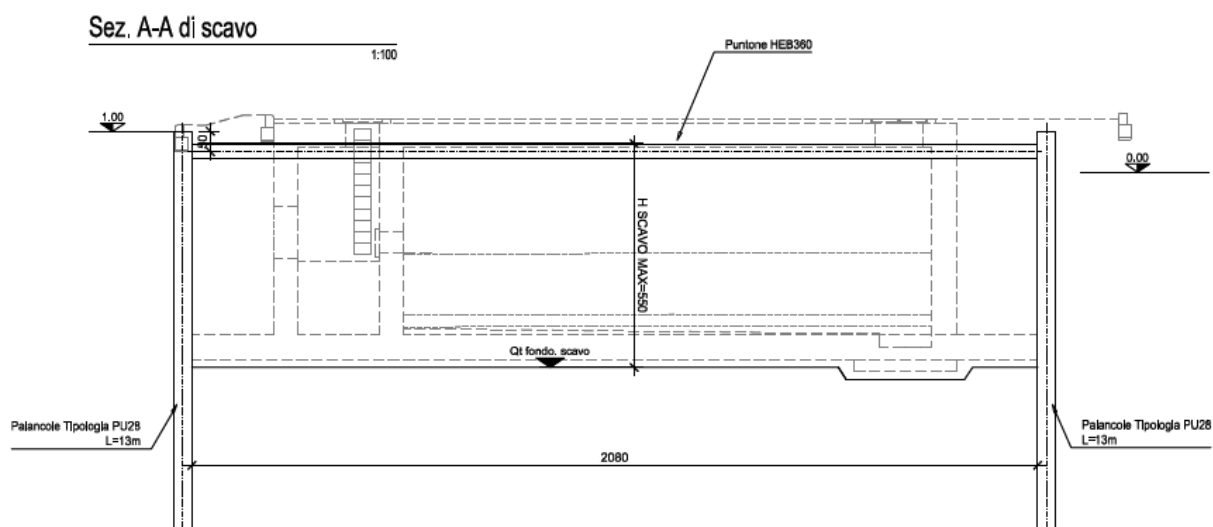 Sez. A-A di scavo
1:100
Puntone HEB360
1.00
0.00
H SCAVO MAX=550
Qt fondo. scavo
Palancole Tipologia PU28
L=13m
Palancole Tipologia PU28
L=13m
2080